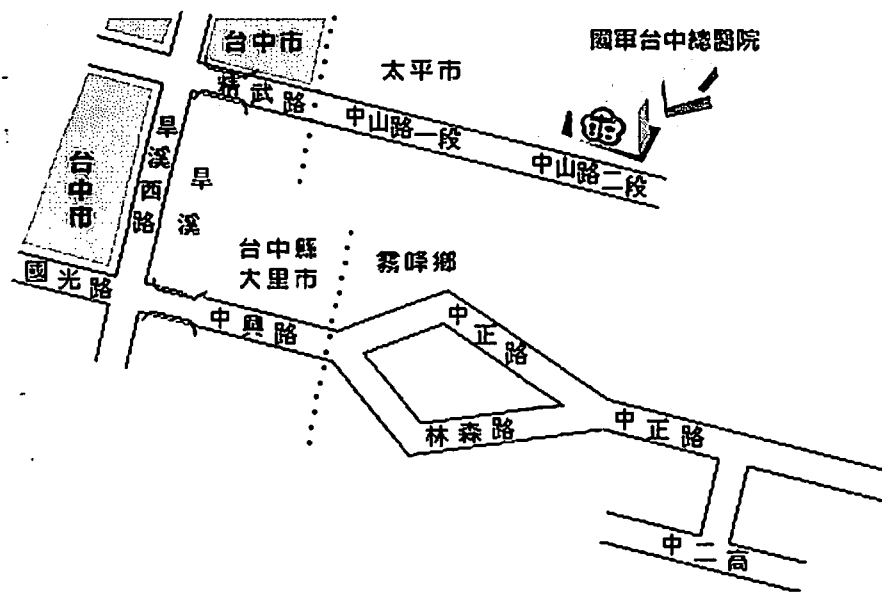 台中市
國軍台中總醫院
太平市
精武路
中山路一段
中山路二段
旱溪西路
台中市
旱溪
台中縣
大里市
霧峰鄉
國光路
中興路
中正路
林森路
中正路
中二高